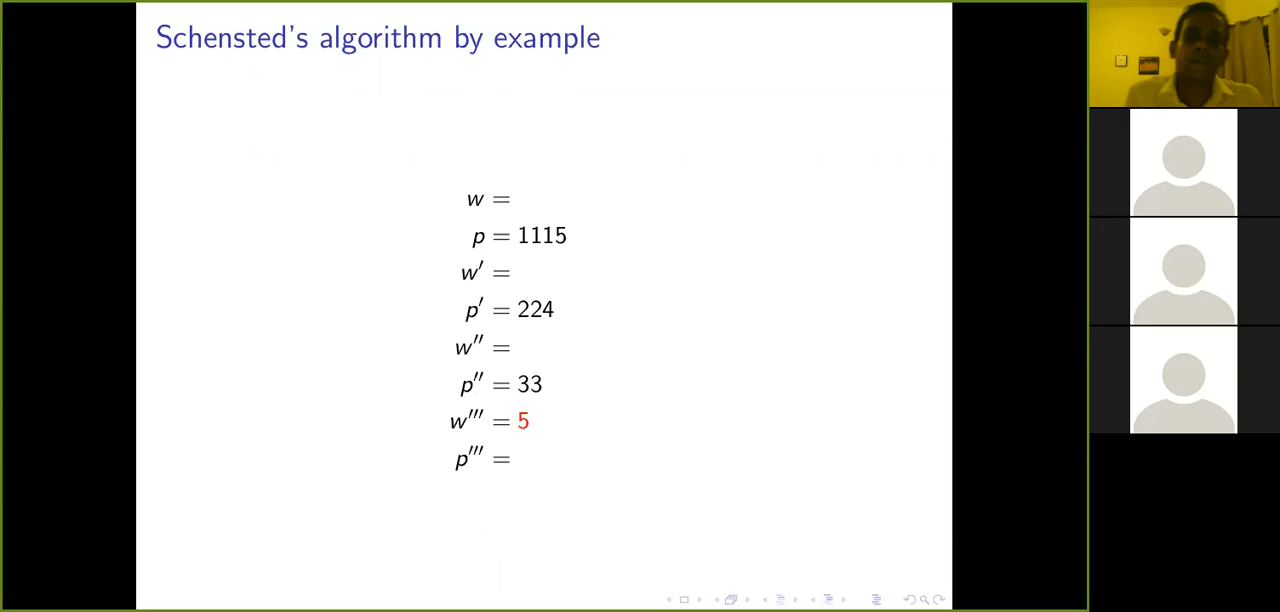 Schensted's algorithm by example
w =
p = 1115
w′ =
p′ = 224
w″ =
p″ = 33
w‴ = 5
p‴ =